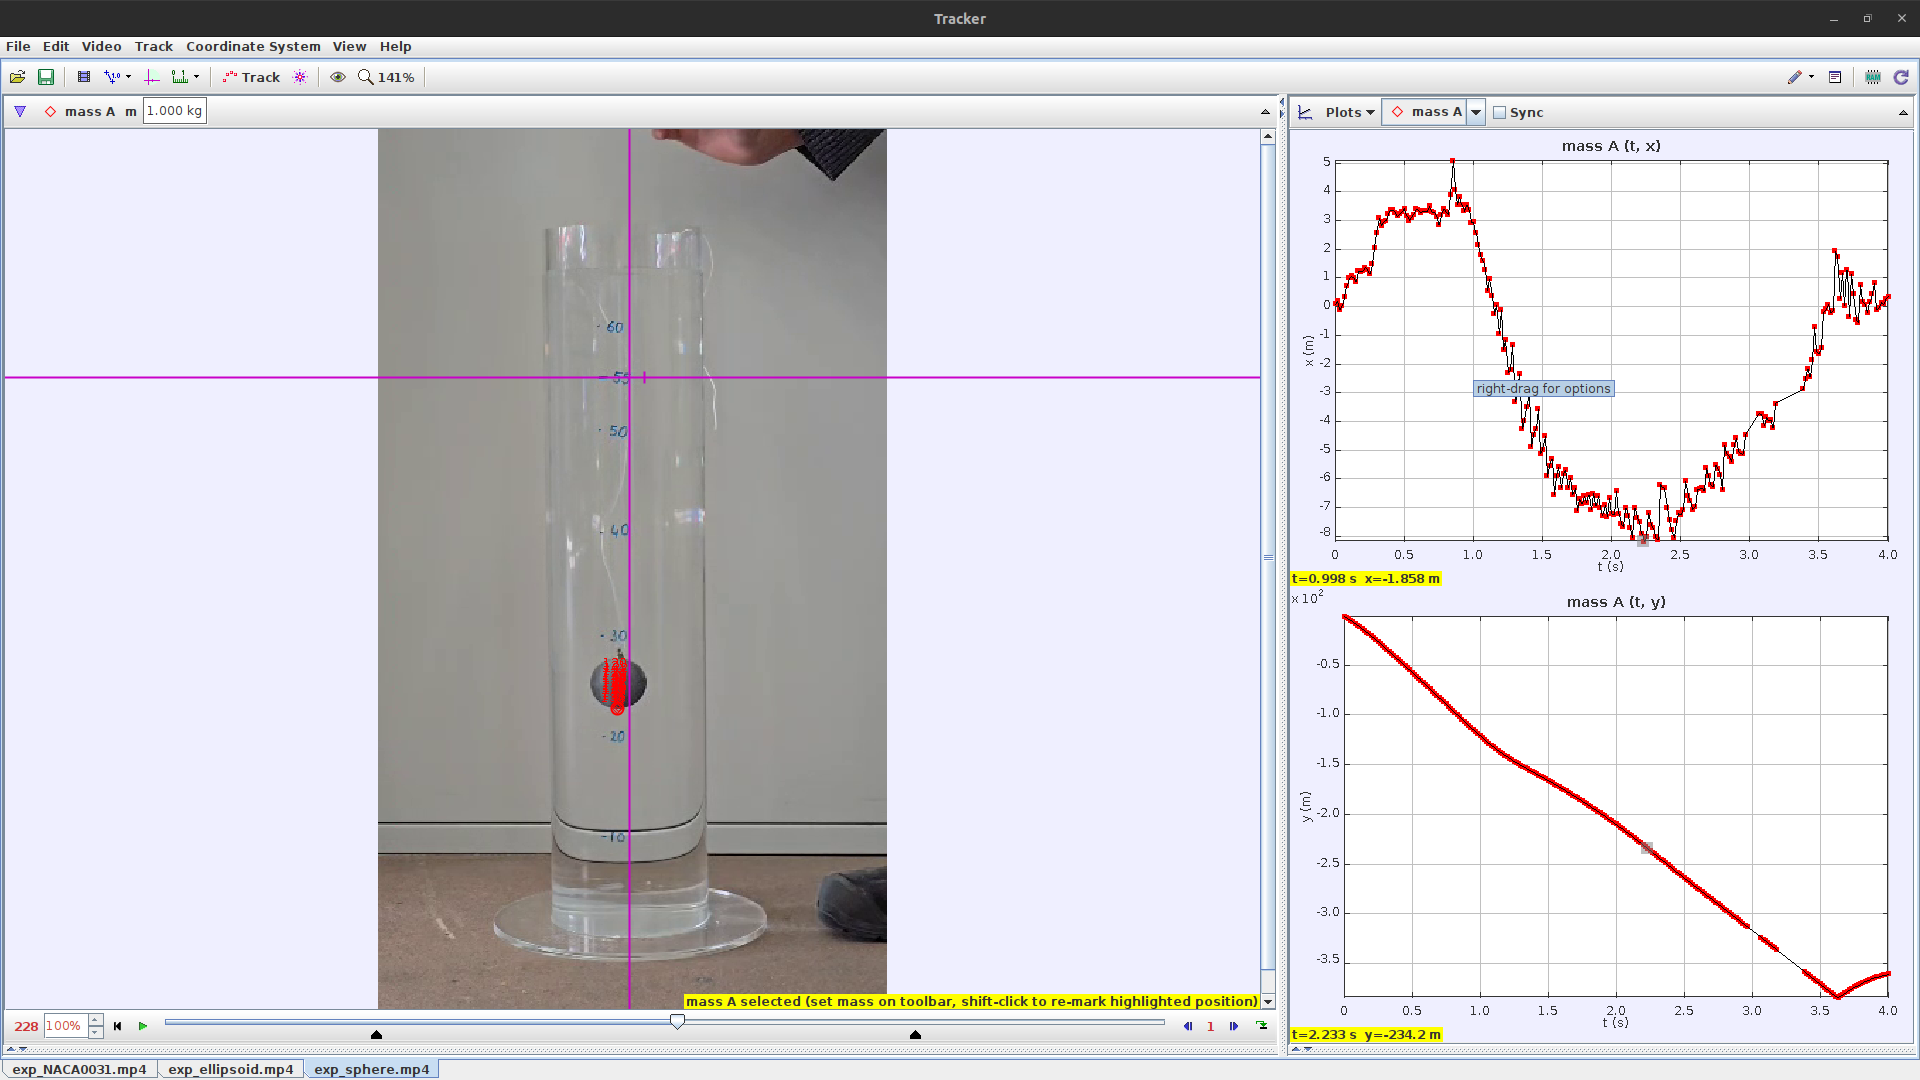 Tracker
File Edit Video Track Coordinate System View Help
Track 141%
mass A m 1.000 kg
Plots mass A Sync
mass A (t, x)
5
4
3
2
1
0
-1
-2
-3
-4
-5
-6
-7
-8
x (m)
right-drag for options
0 0.5 1.0 1.5 2.0 2.5 3.0 3.5 4.0
t (s)
t=0.998 s x=-1.858 m
x 10²
mass A (t, y)
-0.5
-1.0
-1.5
-2.0
-2.5
-3.0
-3.5
y (m)
0 0.5 1.0 1.5 2.0 2.5 3.0 3.5 4.0
t (s)
t=2.233 s y=-234.2 m
60
50
40
30
20
10
mass A selected (set mass on toolbar, shift-click to re-mark highlighted position)
228 100% 1
exp_NACA0031.mp4 exp_ellipsoid.mp4 exp_sphere.mp4